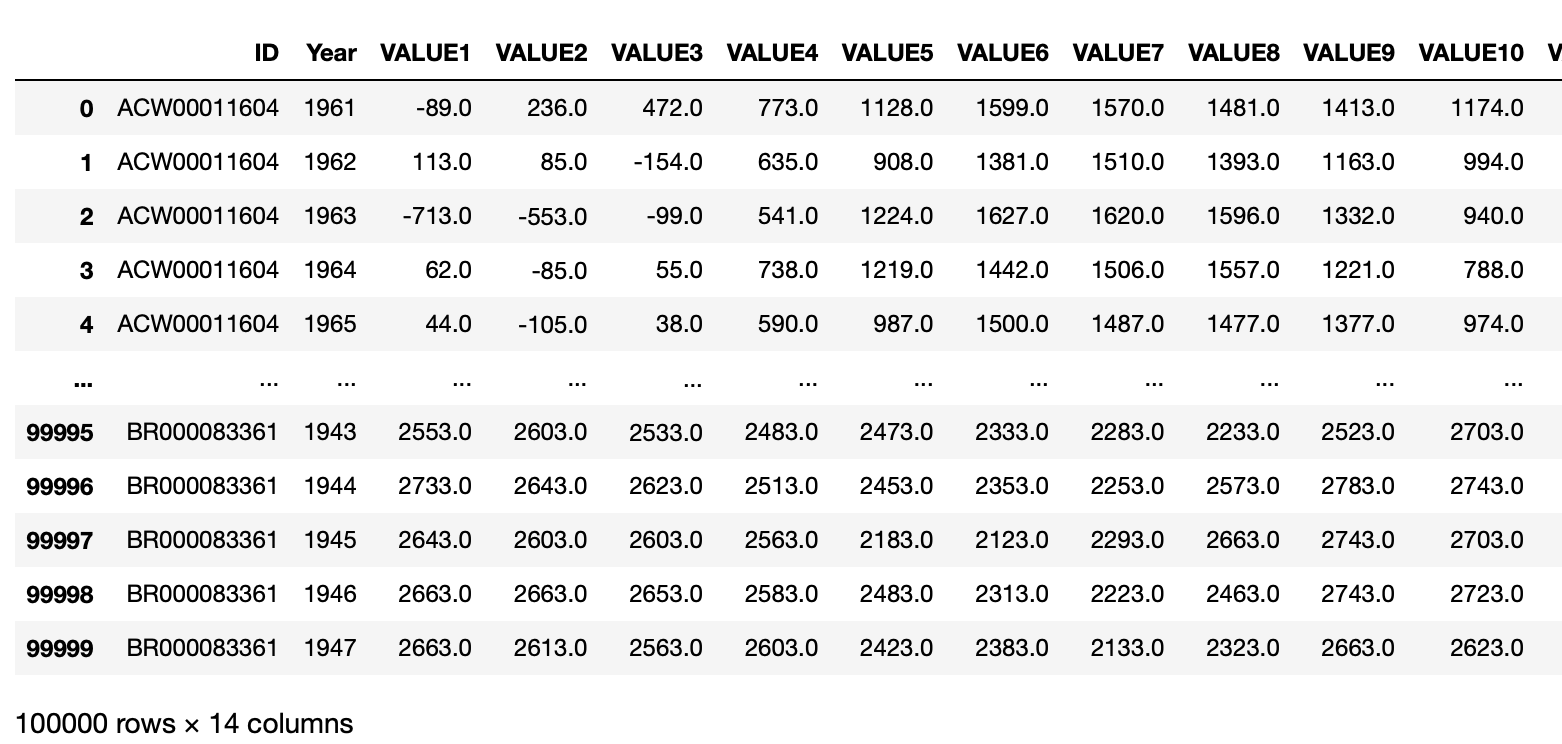 ID Year VALUE1 VALUE2 VALUE3 VALUE4 VALUE5 VALUE6 VALUE7 VALUE8 VALUE9 VALUE10 V
0 ACW00011604 1961 -89.0 236.0 472.0 773.0 1128.0 1599.0 1570.0 1481.0 1413.0 1174.0
1 ACW00011604 1962 113.0 85.0 -154.0 635.0 908.0 1381.0 1510.0 1393.0 1163.0 994.0
2 ACW00011604 1963 -713.0 -553.0 -99.0 541.0 1224.0 1627.0 1620.0 1596.0 1332.0 940.0
3 ACW00011604 1964 62.0 -85.0 55.0 738.0 1219.0 1442.0 1506.0 1557.0 1221.0 788.0
4 ACW00011604 1965 44.0 -105.0 38.0 590.0 987.0 1500.0 1487.0 1477.0 1377.0 974.0
... ... ... ... ... ... ... ... ... ... ... ... ...
99995 BR000083361 1943 2553.0 2603.0 2533.0 2483.0 2473.0 2333.0 2283.0 2233.0 2523.0 2703.0
99996 BR000083361 1944 2733.0 2643.0 2623.0 2513.0 2453.0 2353.0 2253.0 2573.0 2783.0 2743.0
99997 BR000083361 1945 2643.0 2603.0 2603.0 2563.0 2183.0 2123.0 2293.0 2663.0 2743.0 2703.0
99998 BR000083361 1946 2663.0 2663.0 2653.0 2583.0 2483.0 2313.0 2223.0 2463.0 2743.0 2723.0
99999 BR000083361 1947 2663.0 2613.0 2563.0 2603.0 2423.0 2383.0 2133.0 2323.0 2663.0 2623.0
100000 rows × 14 columns